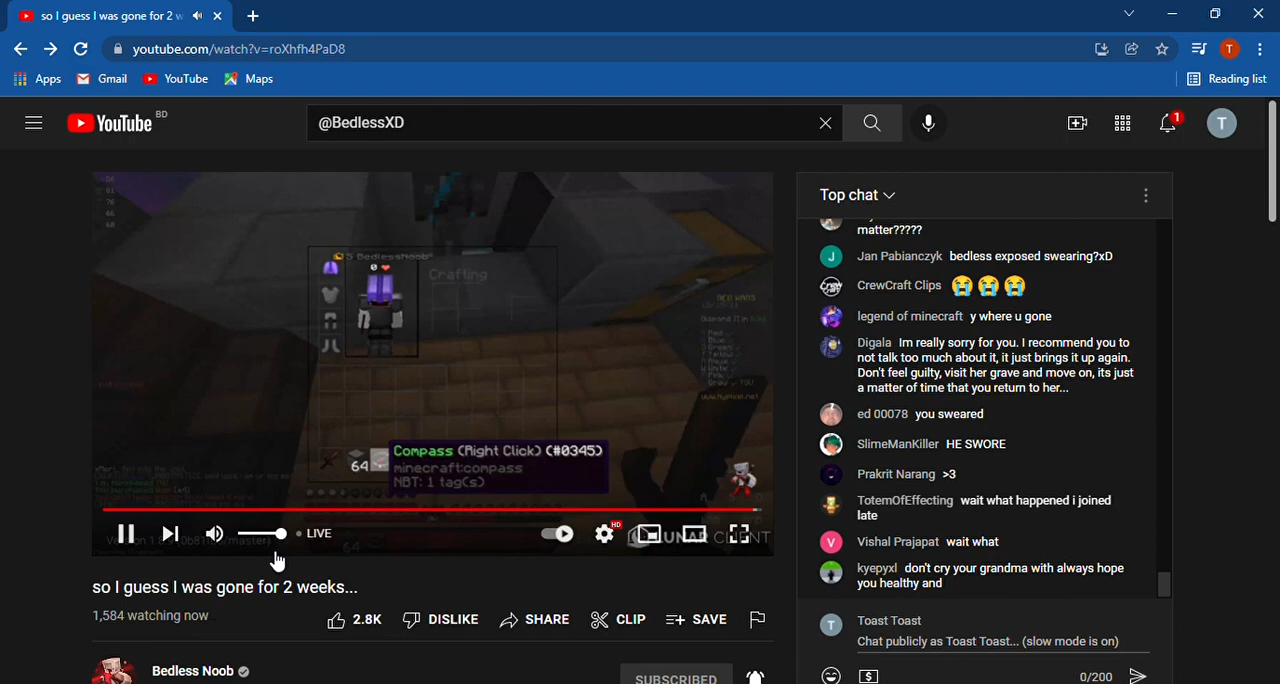 so I guess I was gone for 2 w
youtube.com/watch?v=roXhfh4PaD8
Apps Gmail YouTube Maps Reading list
YouTube BD
@BedlessXD
1
T
Top chat
matter?????
Jan Pabianczyk bedless exposed swearing?xD
CrewCraft Clips 😭😭😭
legend of minecraft y where u gone
Digala Im really sorry for you. I recommend you to
not talk too much about it, it just brings it up again.
Don't feel guilty, visit her grave and move on, its just
a matter of time that you return to her...
ed 00078 you sweared
SlimeManKiller HE SWORE
Prakrit Narang >3
TotemOfEffecting wait what happened i joined
late
Vishal Prajapat wait what
kyepyxl don't cry your grandma with always hope
you healthy and
Toast Toast
Chat publicly as Toast Toast... (slow mode is on)
0/200
Crafting
Compass (Right Click) (#0345)
minecraft:compass
NBT: 1 tag(s)
64
LIVE
HD
LUNAR CLIENT
so I guess I was gone for 2 weeks...
1,584 watching now
2.8K DISLIKE SHARE CLIP SAVE
Bedless Noob
SUBSCRIBED